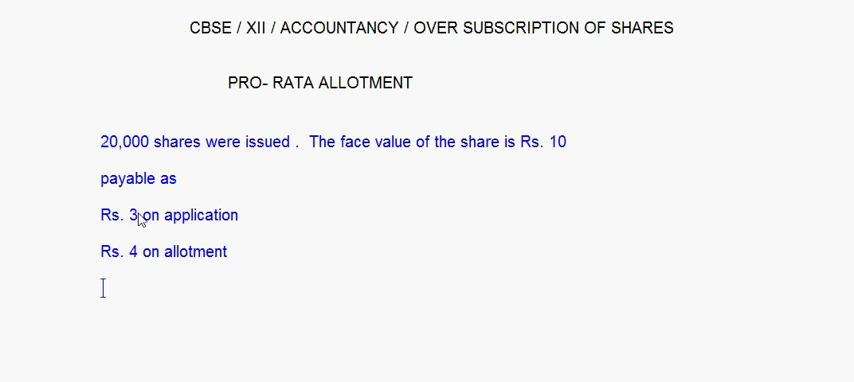 CBSE / XII / ACCOUNTANCY / OVER SUBSCRIPTION OF SHARES
PRO- RATA ALLOTMENT
20,000 shares were issued .  The face value of the share is Rs. 10
payable as
Rs. 3 on application
Rs. 4 on allotment